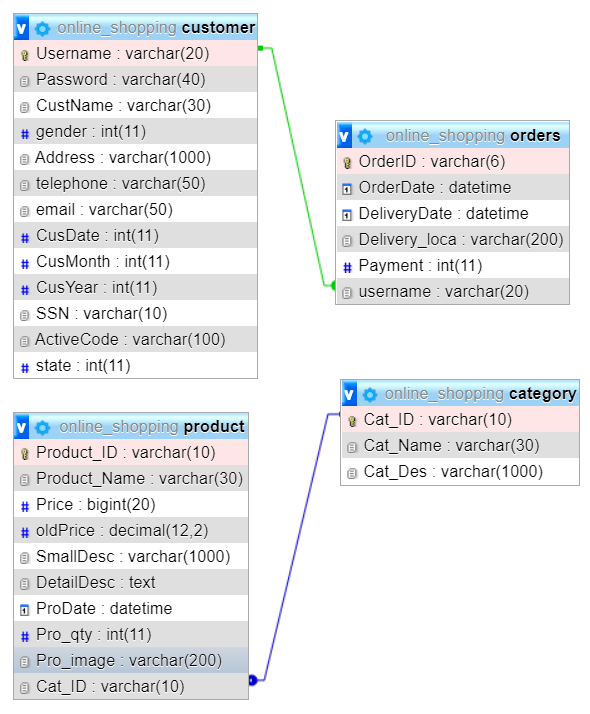 v online_shopping customer
Username : varchar(20)
Password : varchar(40)
CustName : varchar(30)
# gender : int(11)
Address : varchar(1000)
telephone : varchar(50)
email : varchar(50)
# CusDate : int(11)
# CusMonth : int(11)
# CusYear : int(11)
SSN : varchar(10)
ActiveCode : varchar(100)
# state : int(11)
v online_shopping orders
OrderID : varchar(6)
OrderDate : datetime
DeliveryDate : datetime
Delivery_loca : varchar(200)
# Payment : int(11)
username : varchar(20)
v online_shopping category
Cat_ID : varchar(10)
Cat_Name : varchar(30)
Cat_Des : varchar(1000)
v online_shopping product
Product_ID : varchar(10)
Product_Name : varchar(30)
# Price : bigint(20)
# oldPrice : decimal(12,2)
SmallDesc : varchar(1000)
DetailDesc : text
ProDate : datetime
# Pro_qty : int(11)
Pro_image : varchar(200)
Cat_ID : varchar(10)